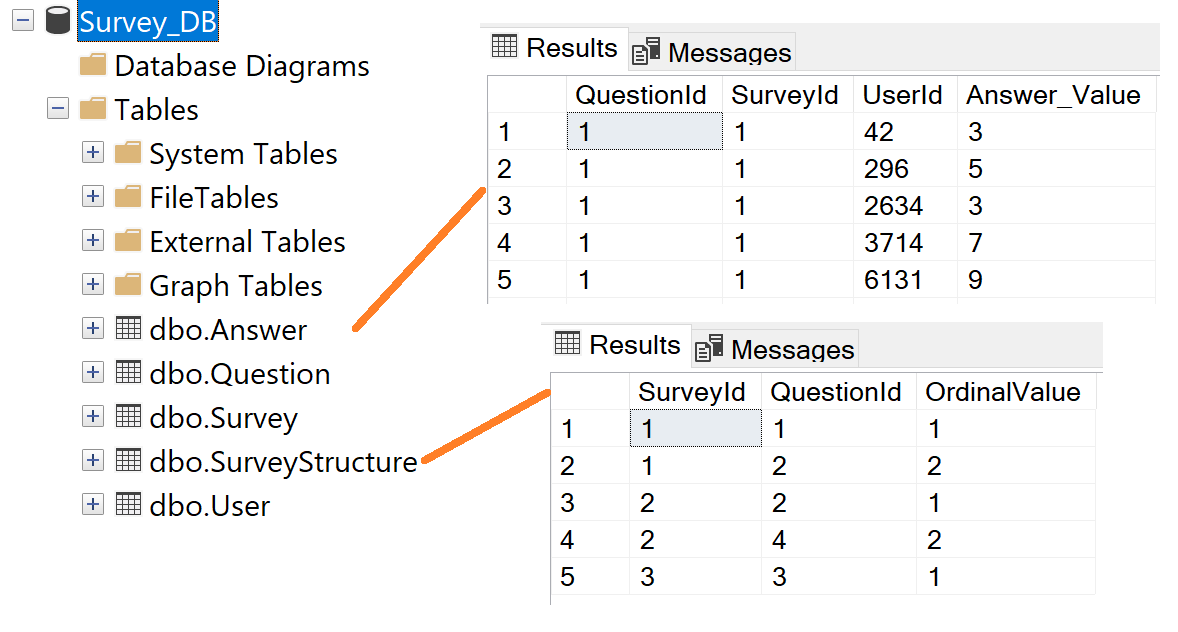 Survey_DB
Database Diagrams
Tables
System Tables
FileTables
External Tables
Graph Tables
dbo.Answer
dbo.Question
dbo.Survey
dbo.SurveyStructure
dbo.User
Results Messages
QuestionId SurveyId UserId Answer_Value
1 1 1 42 3
2 1 1 296 5
3 1 1 2634 3
4 1 1 3714 7
5 1 1 6131 9
Results Messages
SurveyId QuestionId OrdinalValue
1 1 1 1
2 1 2 2
3 2 2 1
4 2 4 2
5 3 3 1